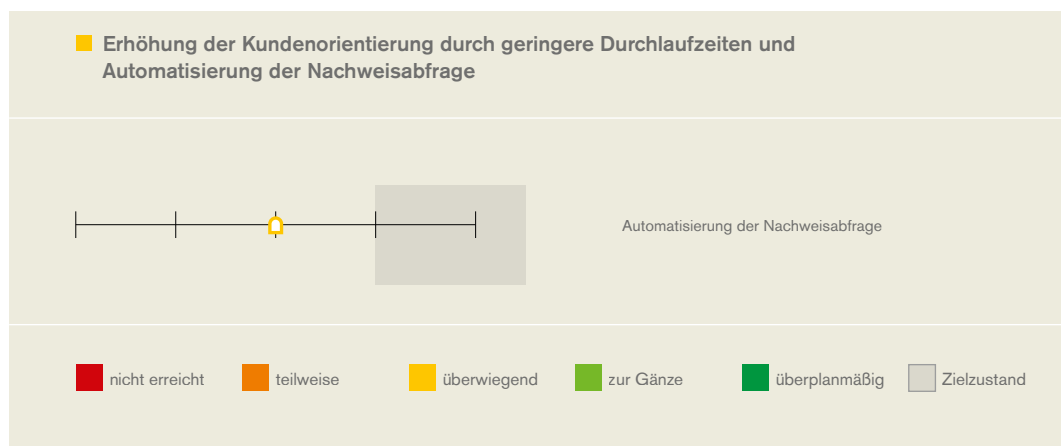 Erhöhung der Kundenorientierung durch geringere Durchlaufzeiten und
Automatisierung der Nachweisabfrage
Automatisierung der Nachweisabfrage
nicht erreicht
teilweise
überwiegend
zur Gänze
überplanmäßig
Zielzustand